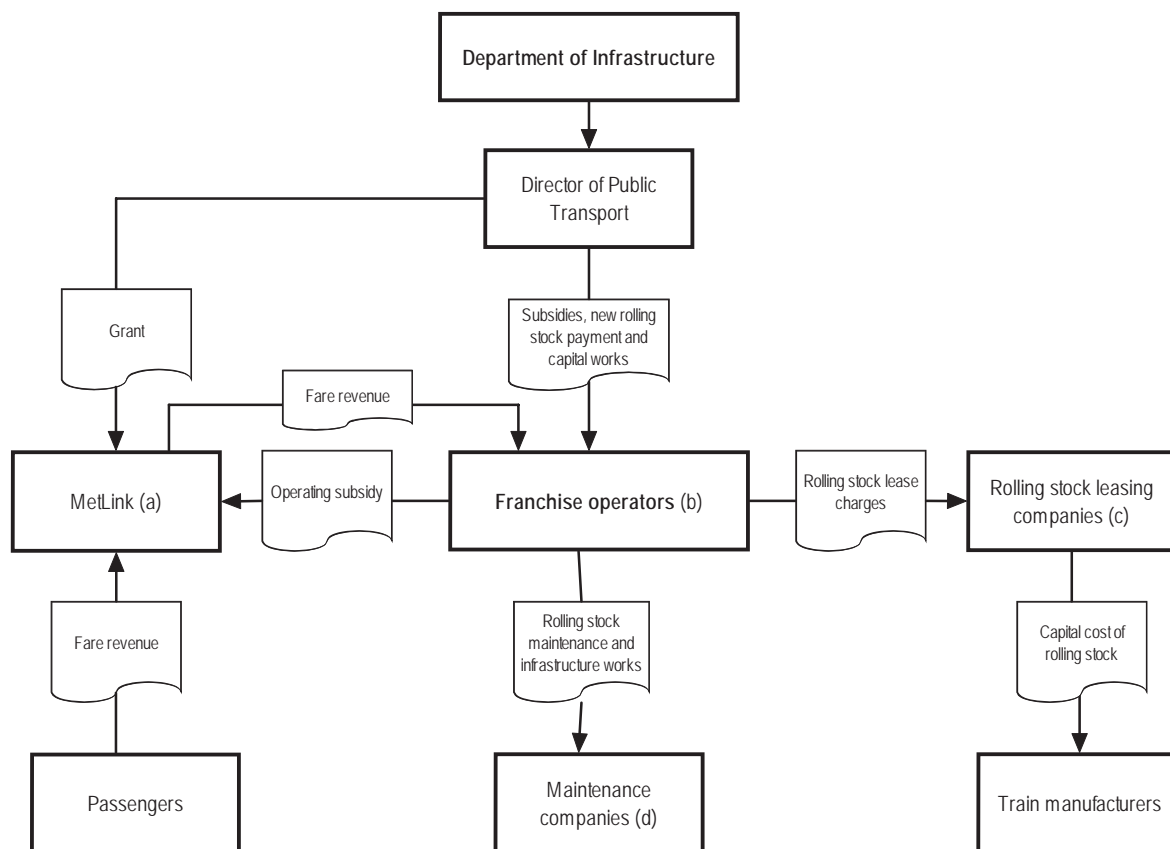 Department of Infrastructure
Director of Public
Transport
Grant
Subsidies, new rolling
stock payment and
capital works
Fare revenue
MetLink (a)
Operating subsidy
Franchise operators (b)
Rolling stock lease
charges
Rolling stock leasing
companies (c)
Fare revenue
Rolling stock
maintenance and
infrastructure works
Capital cost of
rolling stock
Passengers
Maintenance
companies (d)
Train manufacturers